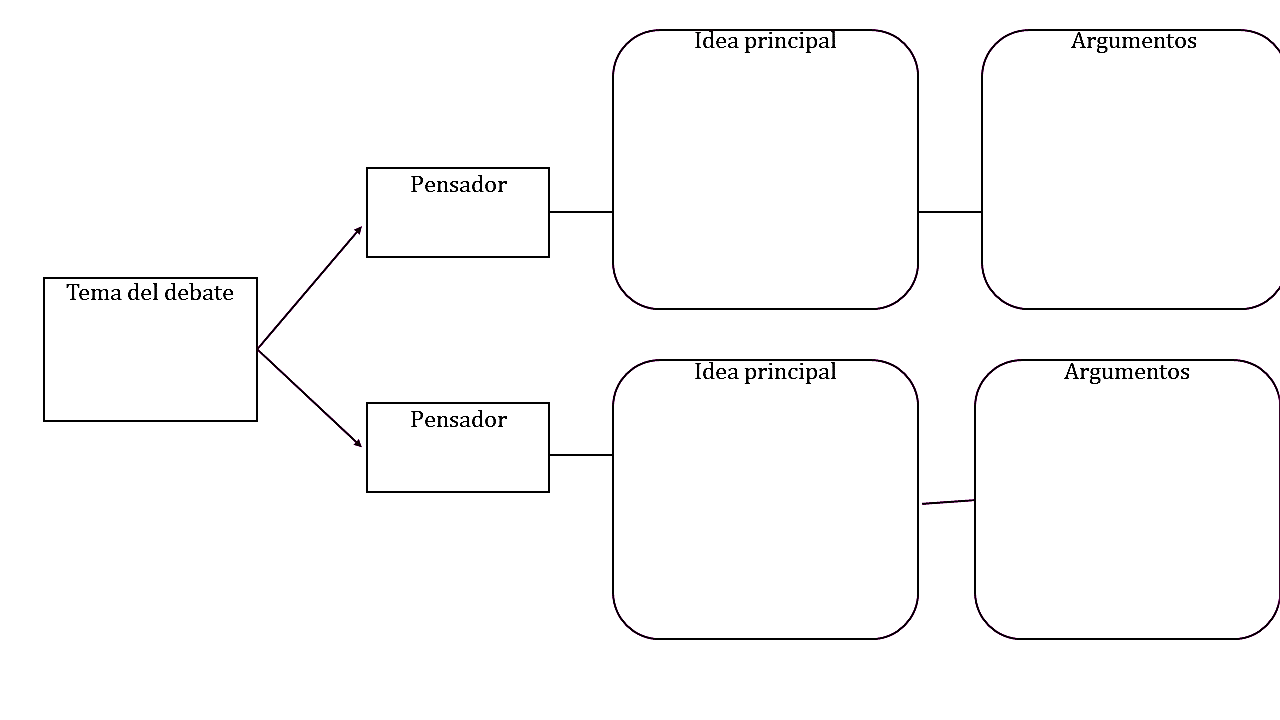 Idea principal
Argumentos
Pensador
Tema del debate
Idea principal
Argumentos
Pensador